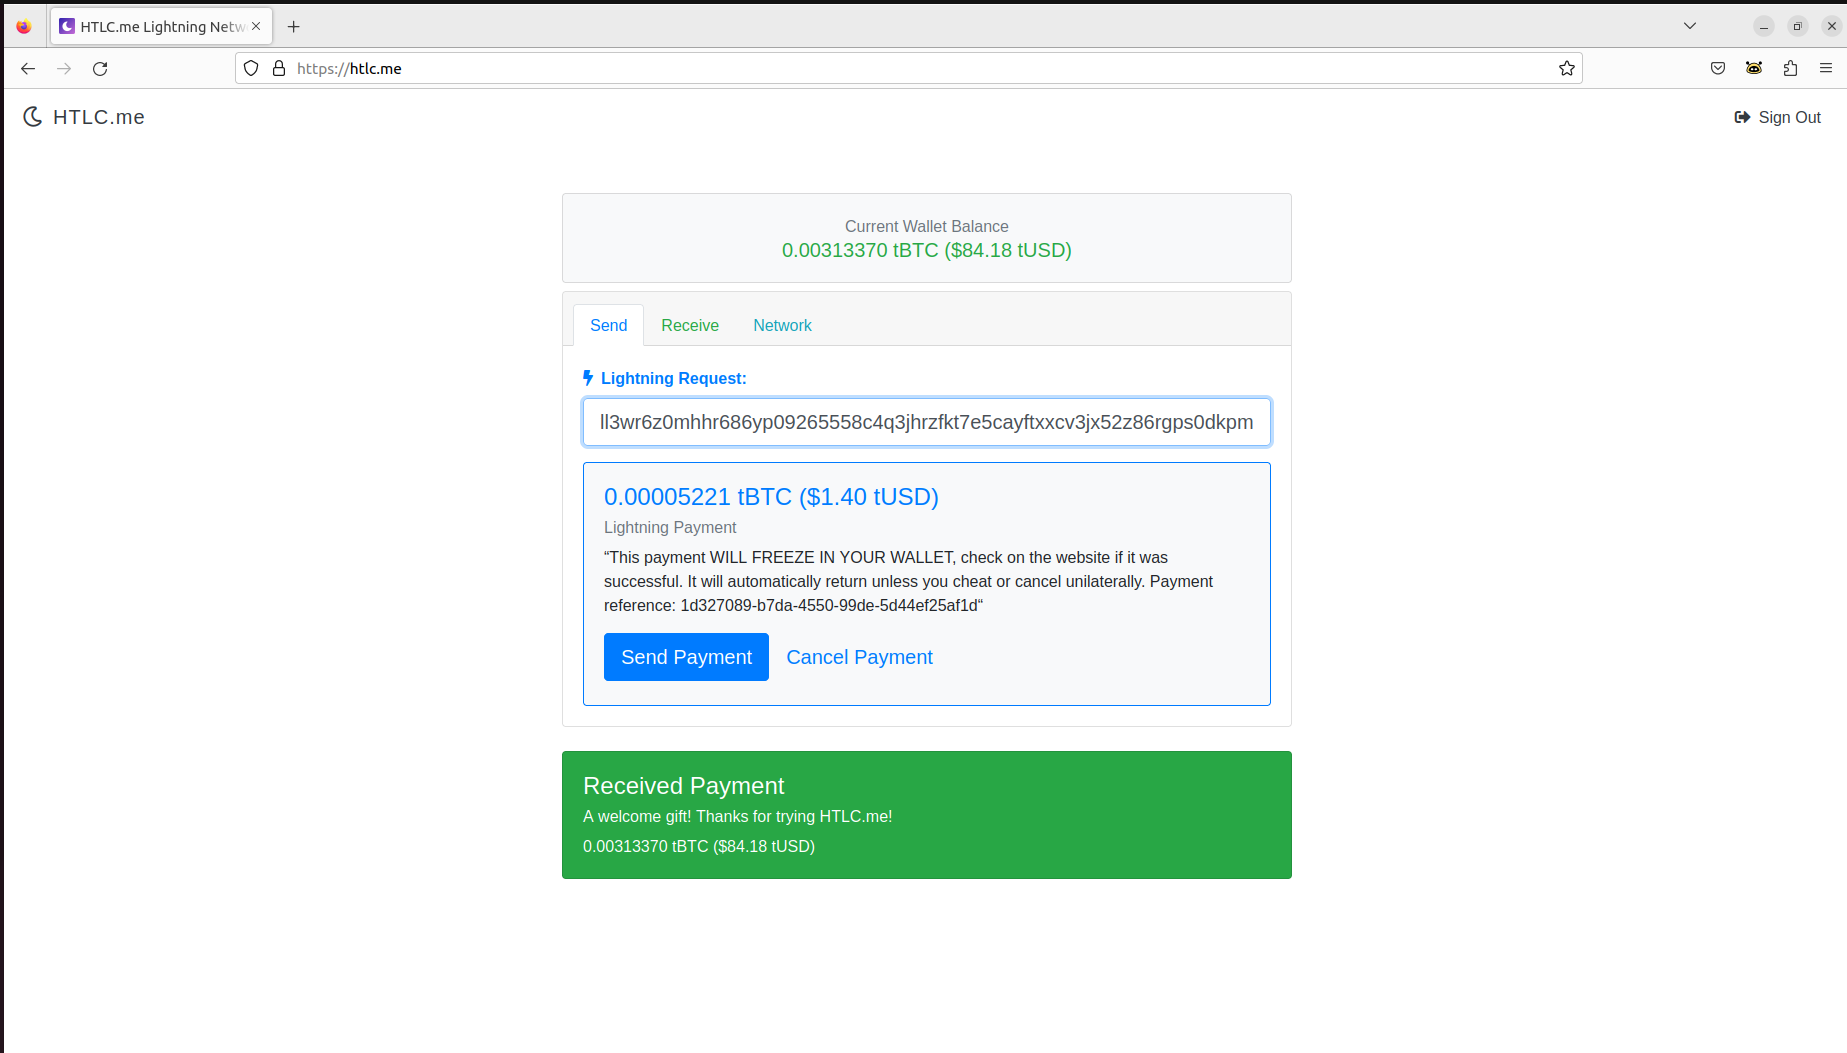 HTLC.me Lightning Netw
https://htlc.me
HTLC.me
Sign Out
Current Wallet Balance
0.00313370 tBTC ($84.18 tUSD)
Send
Receive
Network
Lightning Request:
ll3wr6z0mhhr686yp09265558c4q3jhrzfkt7e5cayftxxcv3jx52z86rgps0dkpm
0.00005221 tBTC ($1.40 tUSD)
Lightning Payment
“This payment WILL FREEZE IN YOUR WALLET, check on the website if it was
successful. It will automatically return unless you cheat or cancel unilaterally. Payment
reference: 1d327089-b7da-4550-99de-5d44ef25af1d“
Send Payment
Cancel Payment
Received Payment
A welcome gift! Thanks for trying HTLC.me!
0.00313370 tBTC ($84.18 tUSD)